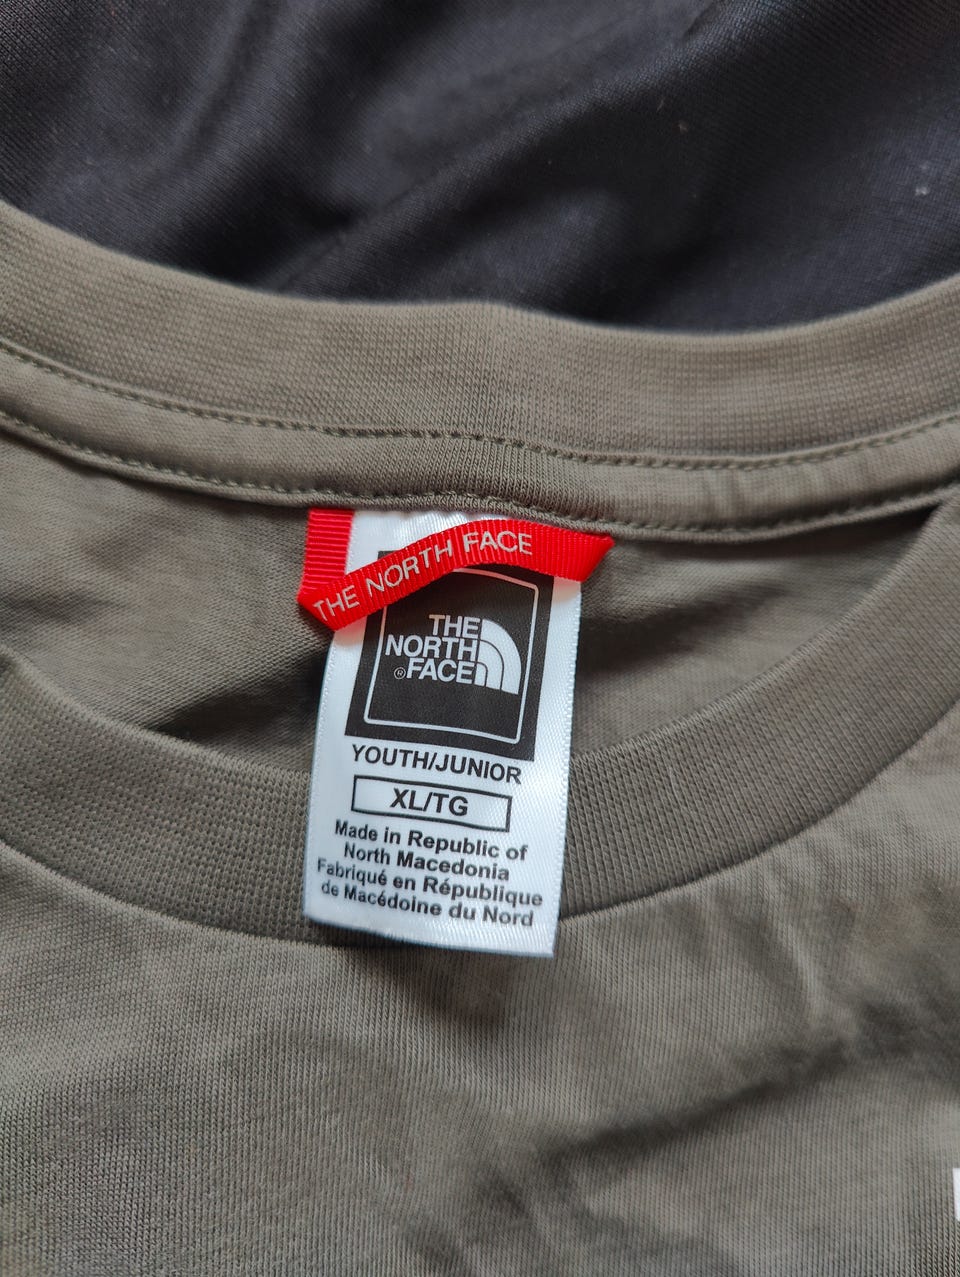 THE NORTH FACE
THE
NORTH
FACE
®
YOUTH/JUNIOR
XL/TG
Made in Republic of
North Macedonia
Fabriqué en République
de Macédoine du Nord